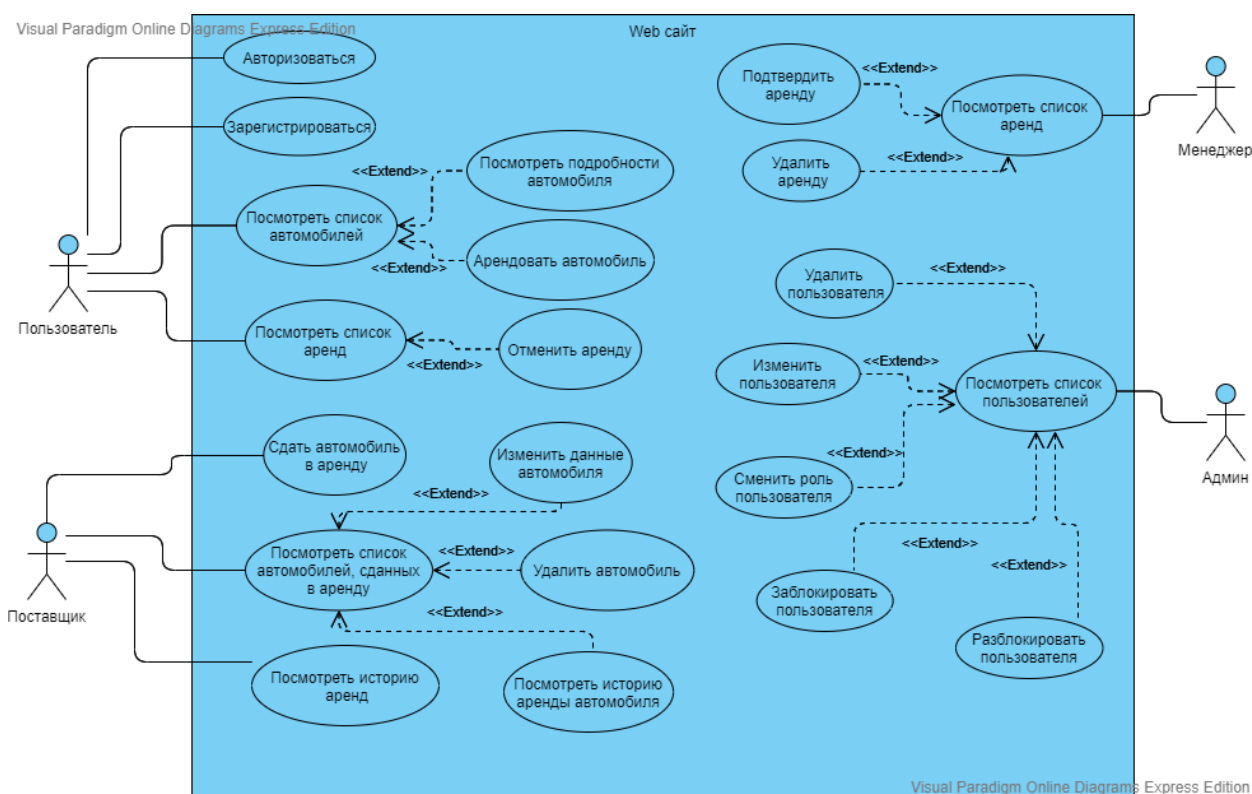 Visual Paradigm Online Diagrams Express Edition
Web сайт
Авторизоваться
Зарегистрироваться
Посмотреть список
автомобилей
<<Extend>>
Посмотреть подробности
автомобиля
<<Extend>>
Арендовать автомобиль
Пользователь
Посмотреть список
аренд
<<Extend>>
Отменить аренду
Сдать автомобиль
в аренду
Изменить данные
автомобиля
<<Extend>>
Посмотреть список
автомобилей, сданных
в аренду
<<Extend>>
Удалить автомобиль
Поставщик
<<Extend>>
Посмотреть историю
аренд
Посмотреть историю
аренды автомобиля
Подтвердить
аренду
<<Extend>>
Посмотреть список
аренд
Менеджер
Удалить
аренду
<<Extend>>
Удалить
пользователя
<<Extend>>
Изменить
пользователя
<<Extend>>
Посмотреть список
пользователей
Админ
Сменить роль
пользователя
<<Extend>>
<<Extend>>
Заблокировать
пользователя
<<Extend>>
Разблокировать
пользователя
Visual Paradigm Online Diagrams Express Edition